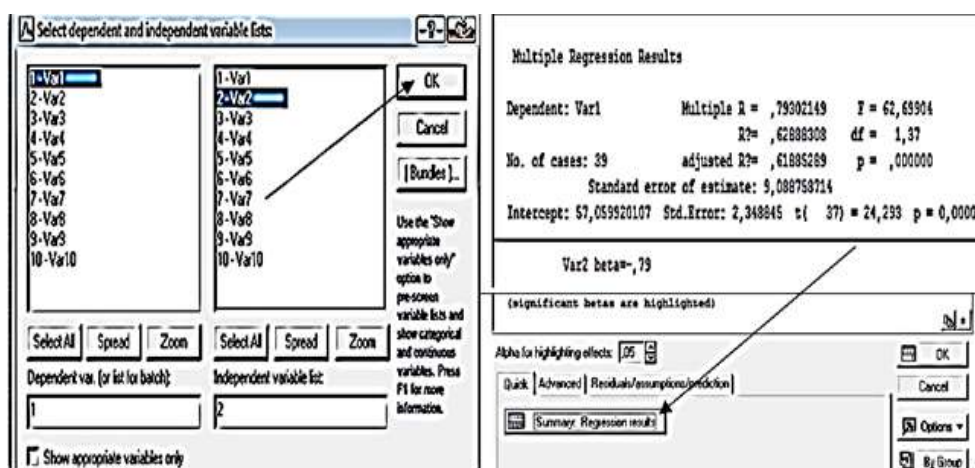 Select dependent and independent variable lists:
1-Var1
2-Var2
3-Var3
4-Var4
5-Var5
6-Var6
7-Var7
8-Var8
9-Var9
10-Var10
Select All Spread Zoom
Dependent var. (or list for batch):
1
Show appropriate variables only
1-Var1
2-Var2
3-Var3
4-Var4
5-Var5
6-Var6
7-Var7
8-Var8
9-Var9
10-Var10
Select All Spread Zoom
Independent variable list:
2
OK
Cancel
[Bundles]...
Use the "Show
appropriate
variables only"
option to
pre-screen
variable lists and
show categorical
and continuous
variables. Press
F1 for more
information.
Multiple Regression Results
Dependent: Var1 Multiple R = ,79302149 F = 62,69904
R?= ,62888308 df = 1,37
No. of cases: 39 adjusted R?= ,61885289 p = ,000000
Standard error of estimate: 9,088758714
Intercept: 57,059920107 Std.Error: 2,348845 t( 37) = 24,293 p = 0,0000
Var2 beta=-,79
(significant betas are highlighted)
Alpha for highlighting effects: ,05
Quick Advanced Residuals/assumptions/prediction
Summary: Regression results
OK
Cancel
Options
By Group